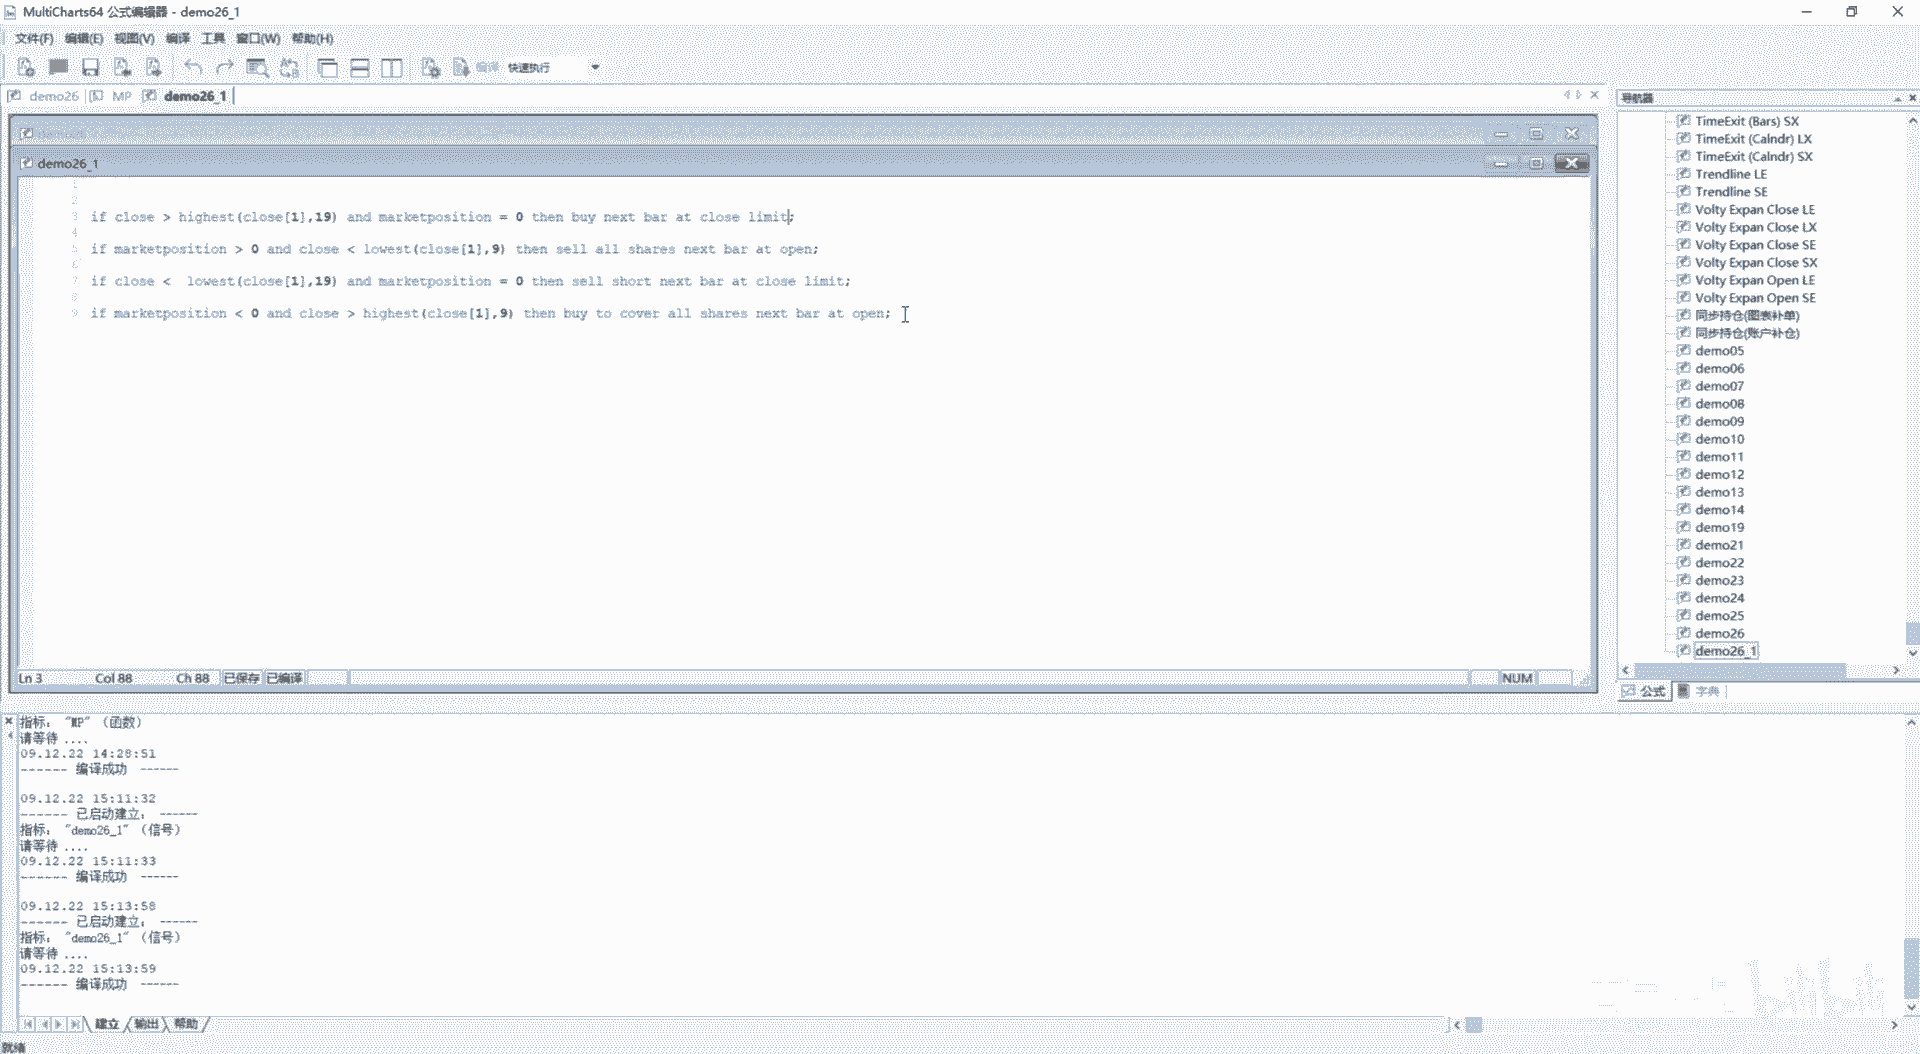 MultiCharts64 公式编辑器 - demo26_1
文件(F) 编辑(E) 视图(V) 编译 工具 窗口(W) 帮助(H)
编译 快速执行
demo26 MP demo26_1
demo26_1
1
2
3 if close > highest(close[1],19) and marketposition = 0 then buy next bar at close limit;
4
5 if marketposition > 0 and close < lowest(close[1],9) then sell all shares next bar at open;
6
7 if close <  lowest(close[1],19) and marketposition = 0 then sell short next bar at close limit;
8
9 if marketposition < 0 and close > highest(close[1],9) then buy to cover all shares next bar at open;
Ln 3 Col 88 Ch 88 已保存 已编译 NUM
导航器
TimeExit (Bars) SX
TimeExit (Calndr) LX
TimeExit (Calndr) SX
Trendline LE
Trendline SE
Volty Expan Close LE
Volty Expan Close LX
Volty Expan Close SE
Volty Expan Close SX
Volty Expan Open LE
Volty Expan Open SE
同步持仓(图表补单)
同步持仓(账户补仓)
demo05
demo06
demo07
demo08
demo09
demo10
demo11
demo12
demo13
demo14
demo19
demo21
demo22
demo23
demo24
demo25
demo26
demo26_1
公式 字典
指标： "MP" （函数）
请等待 ....
09.12.22 14:28:51
------ 编译成功 ------
09.12.22 15:11:32
------ 已启动建立： ------
指标： "demo26_1" （信号）
请等待 ....
09.12.22 15:11:33
------ 编译成功 ------
09.12.22 15:13:58
------ 已启动建立： ------
指标： "demo26_1" （信号）
请等待 ....
09.12.22 15:13:59
------ 编译成功 ------
建立 输出 帮助
就绪